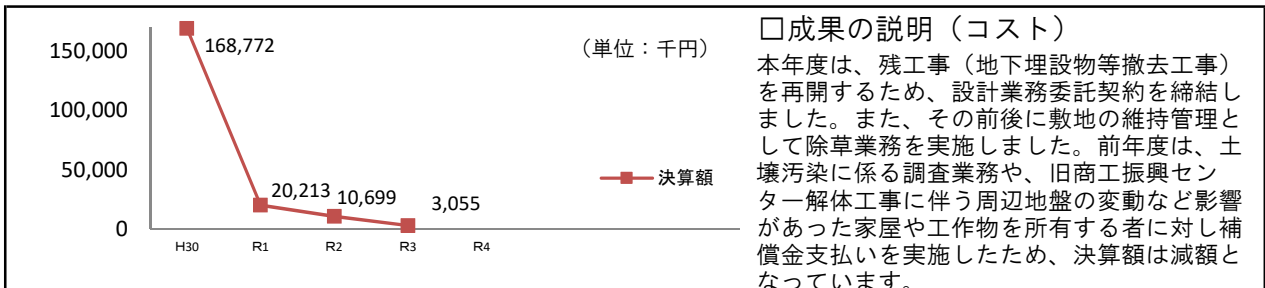 150,000
100,000
50,000
0
168,772
20,213
10,699
3,055
(単位:千円)
決算額
H30
R1
R2
R3
R4
□成果の説明(コスト)
本年度は、残工事(地下埋設物等撤去工事)
を再開するため、設計業務委託契約を締結し
ました。また、その前後に敷地の維持管理と
して除草業務を実施しました。前年度は、土
壌汚染に係る調査業務や、旧商工振興セン
ター解体工事に伴う周辺地盤の変動など影響
があった家屋や工作物を所有する者に対し補
償金支払いを実施したため、決算額は減額と
なっています。